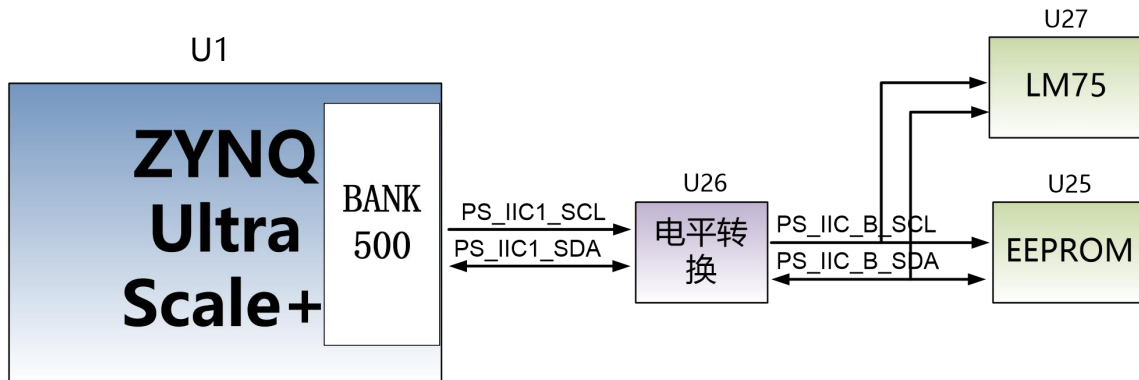 U1
ZYNQ
Ultra
Scale+
BANK
500
PS_IIC1_SCL
PS_IIC1_SDA
U26
电平转
换
PS_IIC_B_SCL
PS_IIC_B_SDA
U27
LM75
U25
EEPROM